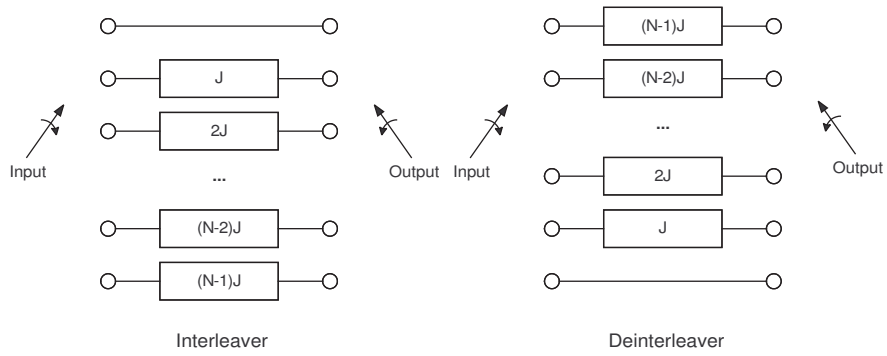 J
2J
...
(N-2)J
(N-1)J
Input
Output
Interleaver
(N-1)J
(N-2)J
...
2J
J
Input
Output
Deinterleaver